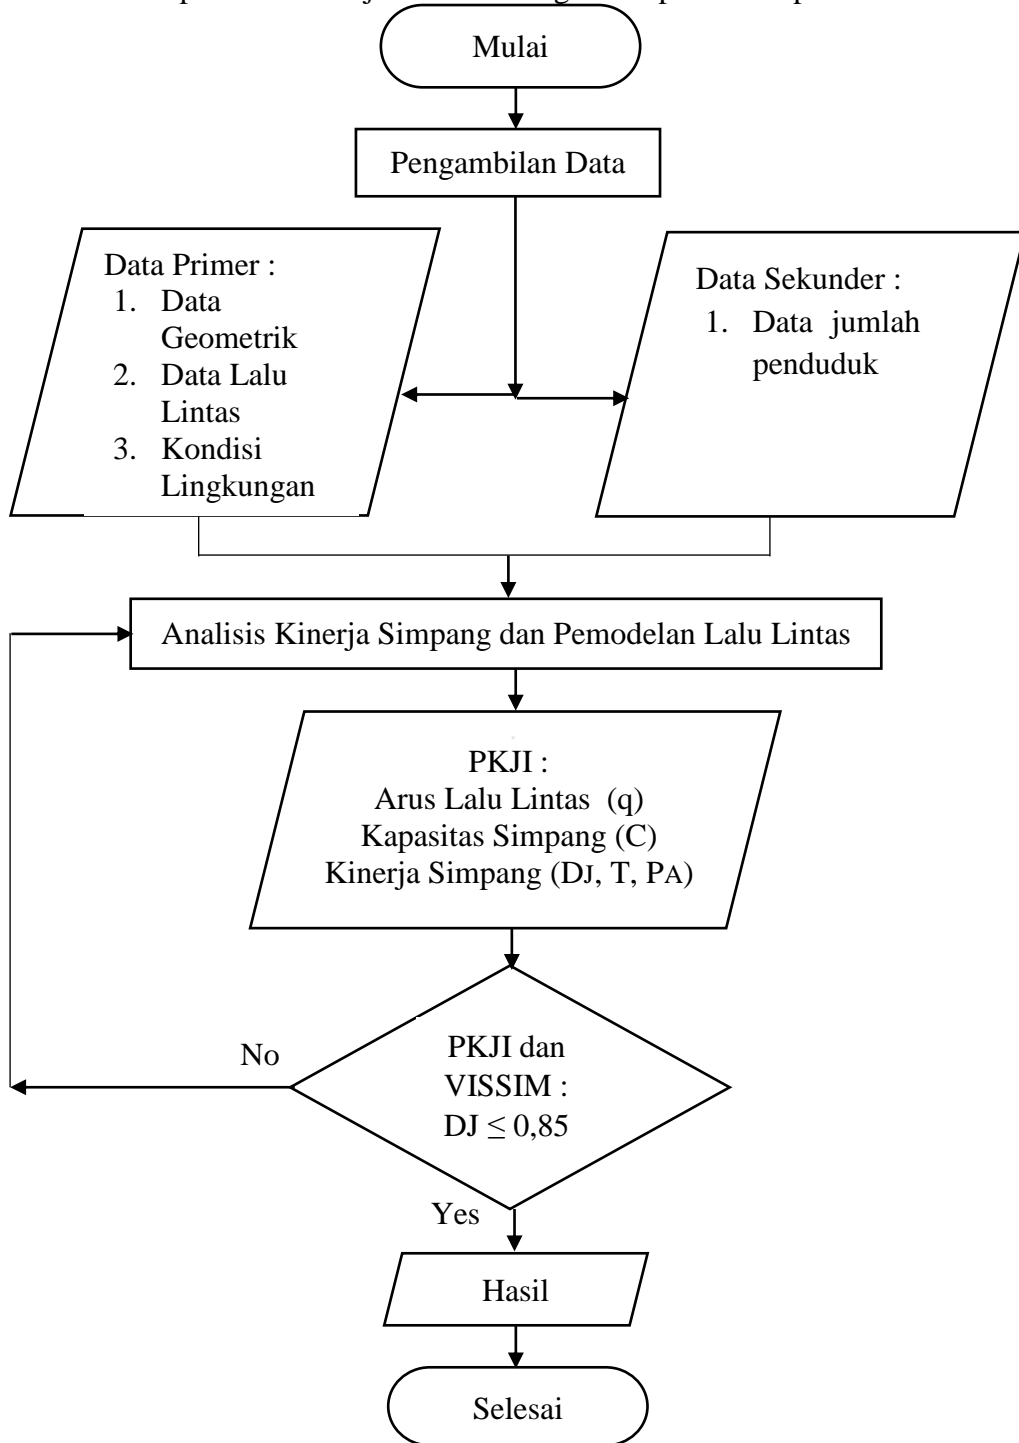 Mulai
Pengambilan Data
Data Primer :
1. Data
Geometrik
2. Data Lalu
Lintas
3. Kondisi
Lingkungan
Data Sekunder :
1. Data jumlah
penduduk
Analisis Kinerja Simpang dan Pemodelan Lalu Lintas
PKJI :
Arus Lalu Lintas (q)
Kapasitas Simpang (C)
Kinerja Simpang (DJ, T, PA)
No
PKJI dan
VISSIM :
DJ ≤ 0,85
Yes
Hasil
Selesai